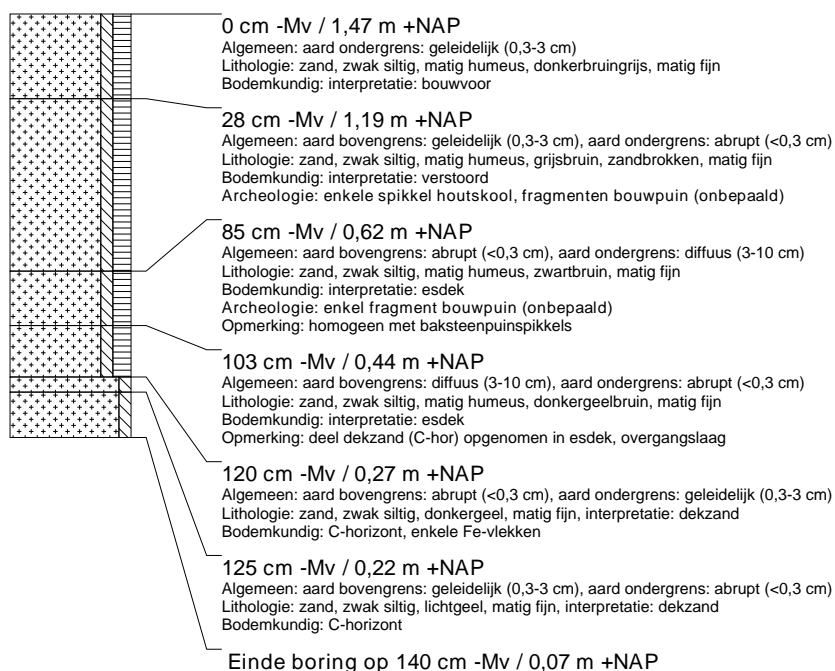 0 cm -Mv / 1,47 m +NAP
Algemeen: aard ondergrens: geleidelijk (0,3-3 cm)
Lithologie: zand, zwak siltig, matig humeus, donkerbruingrijs, matig fijn
Bodemkundig: interpretatie: bouwvoor
28 cm -Mv / 1,19 m +NAP
Algemeen: aard bovengrens: geleidelijk (0,3-3 cm), aard ondergrens: abrupt (<0,3 cm)
Lithologie: zand, zwak siltig, matig humeus, grijsbruin, zandbrokken, matig fijn
Bodemkundig: interpretatie: verstoord
Archeologie: enkele spikkel houtskool, fragmenten bouwpuin (onbepaald)
85 cm -Mv / 0,62 m +NAP
Algemeen: aard bovengrens: abrupt (<0,3 cm), aard ondergrens: diffuus (3-10 cm)
Lithologie: zand, zwak siltig, matig humeus, zwartbruin, matig fijn
Bodemkundig: interpretatie: esdek
Archeologie: enkel fragment bouwpuin (onbepaald)
Opmerking: homogeen met baksteenpuinspikkels
103 cm -Mv / 0,44 m +NAP
Algemeen: aard bovengrens: diffuus (3-10 cm), aard ondergrens: abrupt (<0,3 cm)
Lithologie: zand, zwak siltig, matig humeus, donkergeelbruin, matig fijn
Bodemkundig: interpretatie: esdek
Opmerking: deel dekzand (C-hor) opgenomen in esdek, overgangslaag
120 cm -Mv / 0,27 m +NAP
Algemeen: aard bovengrens: abrupt (<0,3 cm), aard ondergrens: geleidelijk (0,3-3 cm)
Lithologie: zand, zwak siltig, donkergeel, matig fijn, interpretatie: dekzand
Bodemkundig: C-horizont, enkele Fe-vlekken
125 cm -Mv / 0,22 m +NAP
Algemeen: aard bovengrens: geleidelijk (0,3-3 cm), aard ondergrens: abrupt (<0,3 cm)
Lithologie: zand, zwak siltig, lichtgeel, matig fijn, interpretatie: dekzand
Bodemkundig: C-horizont
Einde boring op 140 cm -Mv / 0,07 m +NAP